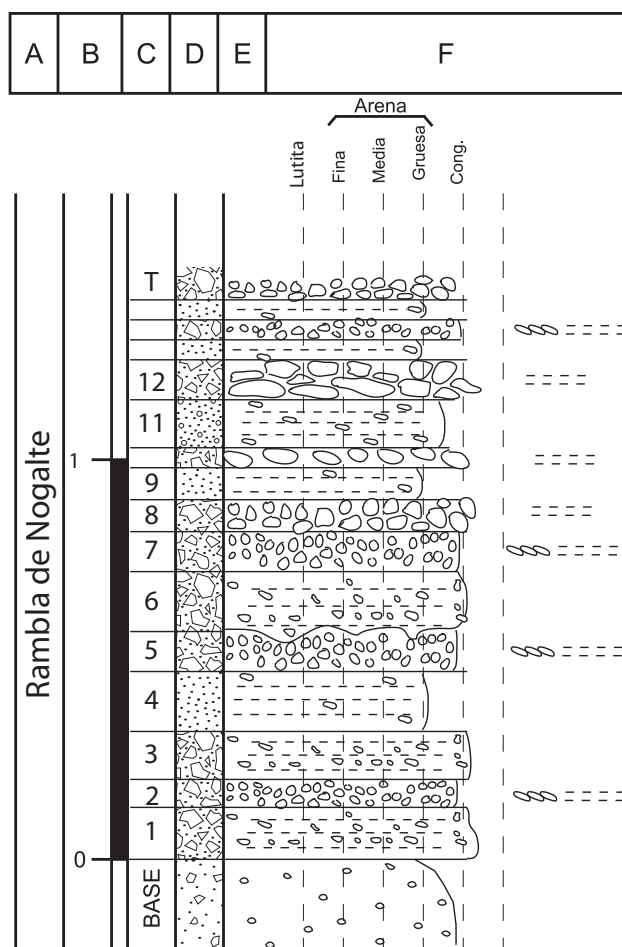 A B C D E F
Arena
Lutita
Fina
Media
Gruesa
Cong.
T
12
11
1
9
8
7
6
5
4
3
2
1
0
BASE
Rambla de Nogalte